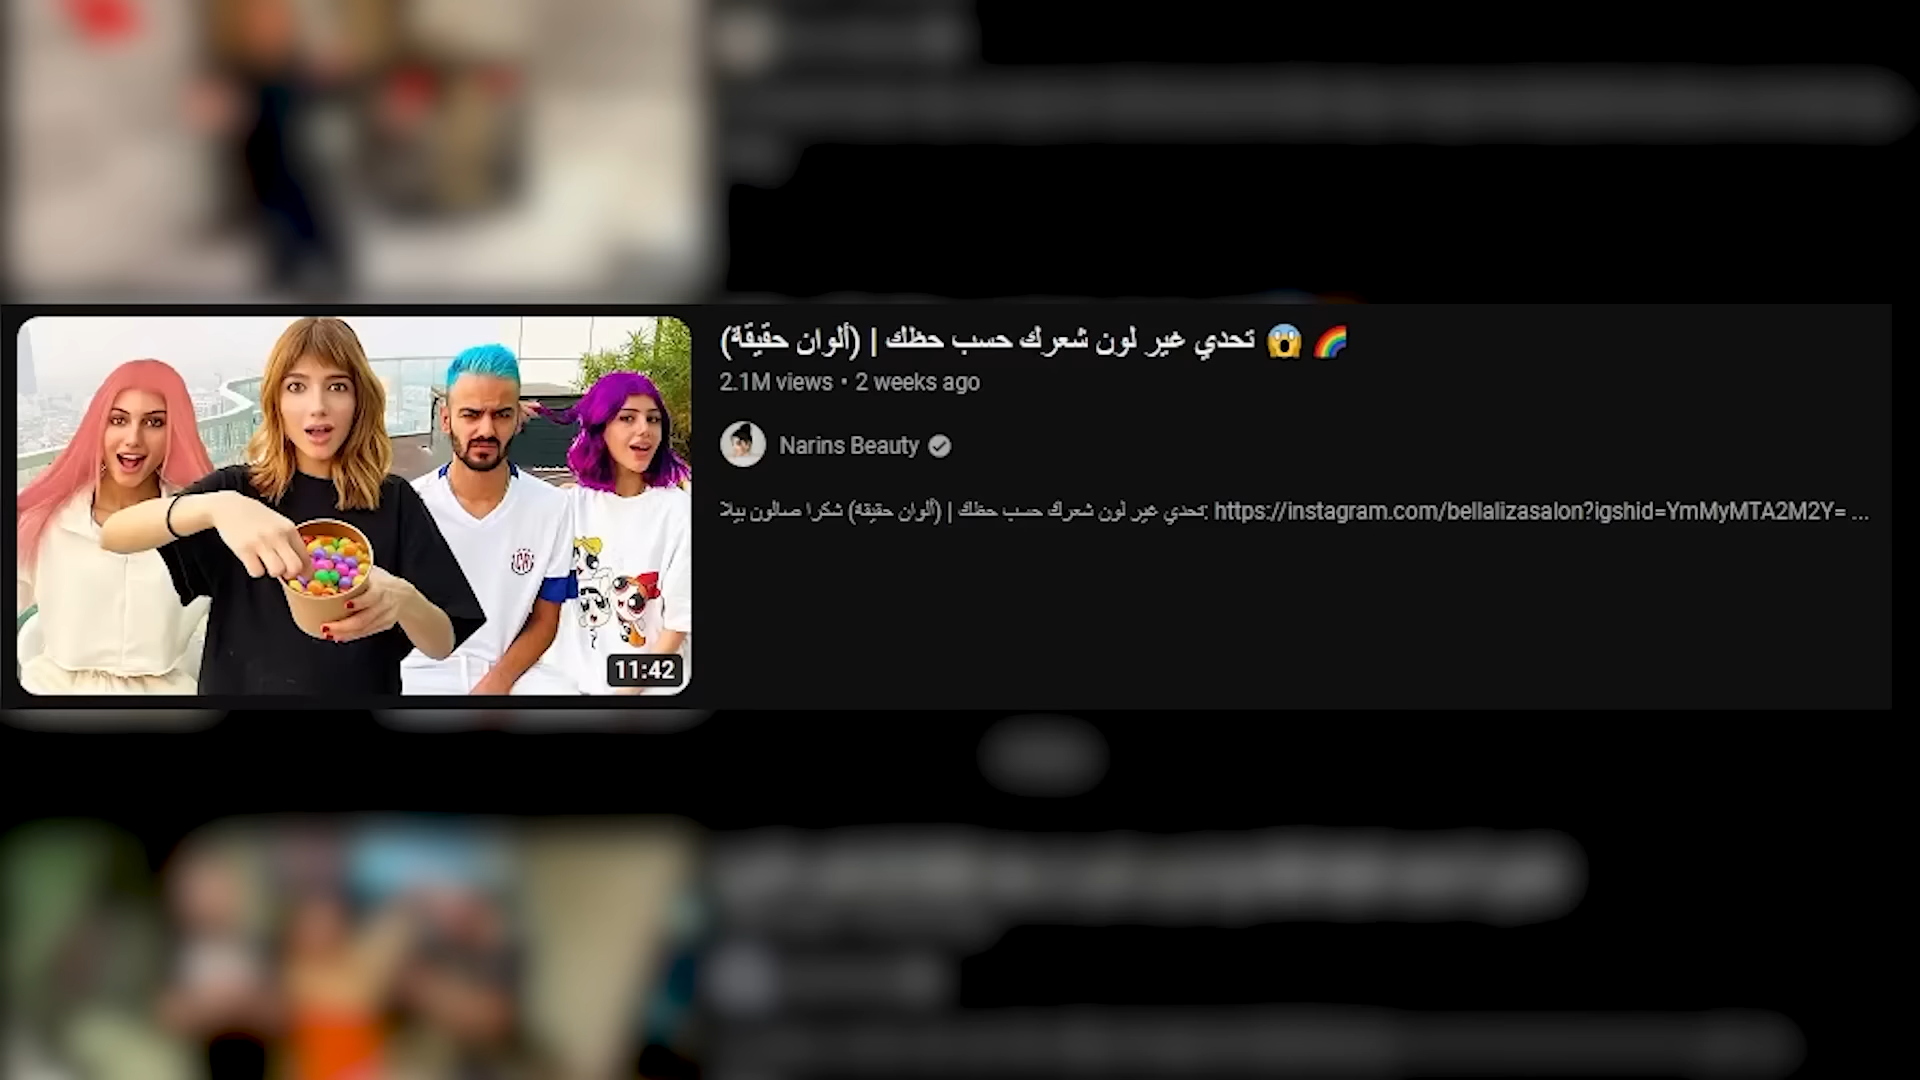 تحدي غير لون شعرك حسب حظك | (ألوان حقيقة) 😱 🌈
2.1M views • 2 weeks ago
Narins Beauty
تحدي غير لون شعرك حسب حظك | (ألوان حقيقة) شكرا صالون بيلا: https://instagram.com/bellalizasalon?igshid=YmMyMTA2M2Y= ...
11:42